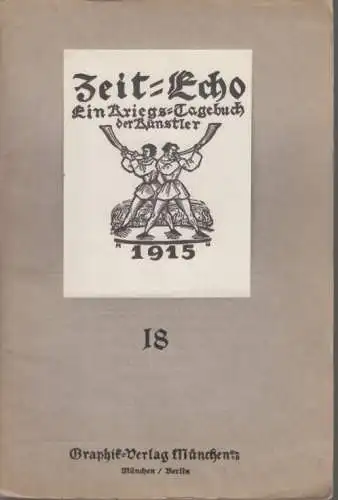 Zeit=Echo
Ein Kriegs=Tagebuch
der Künstler
1915
18
Graphik=Verlag München
München / Berlin